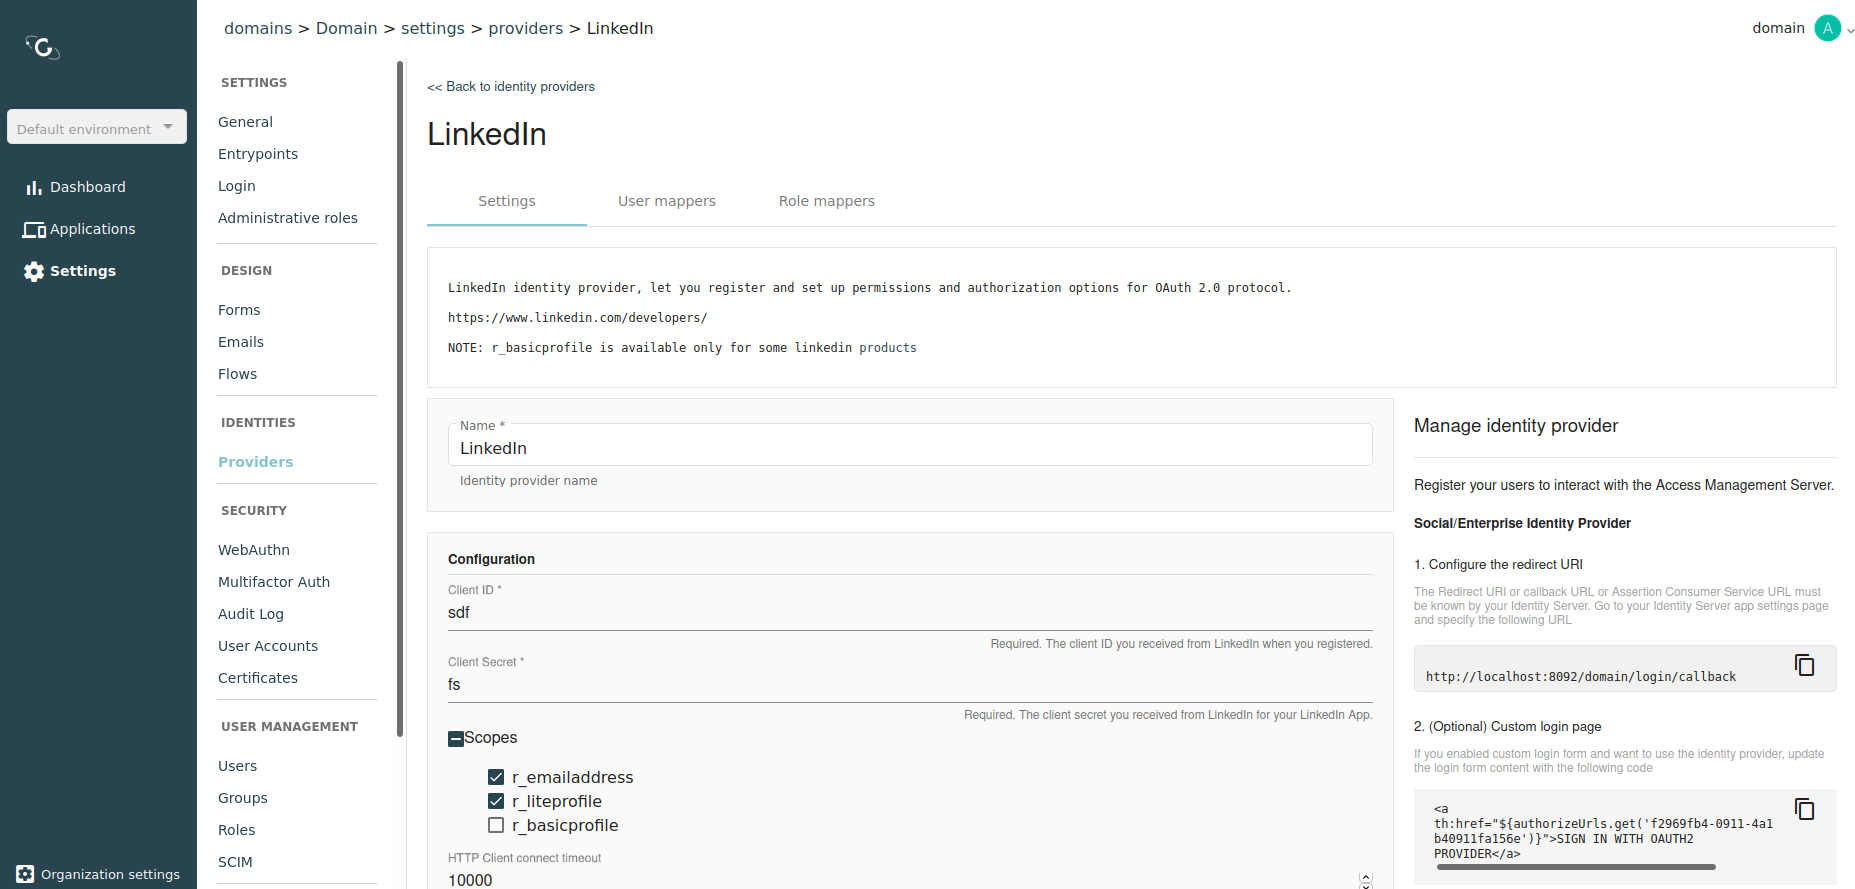 domains > Domain > settings > providers > LinkedIn
domain
A
Default environment
Dashboard
Applications
Settings
Organization settings
SETTINGS
General
Entrypoints
Login
Administrative roles
DESIGN
Forms
Emails
Flows
IDENTITIES
Providers
SECURITY
WebAuthn
Multifactor Auth
Audit Log
User Accounts
Certificates
USER MANAGEMENT
Users
Groups
Roles
SCIM
<< Back to identity providers
LinkedIn
Settings
User mappers
Role mappers
LinkedIn identity provider, let you register and set up permissions and authorization options for OAuth 2.0 protocol.
https://www.linkedin.com/developers/
NOTE: r_basicprofile is available only for some linkedin products
Name *
LinkedIn
Identity provider name
Configuration
Client ID *
sdf
Required. The client ID you received from LinkedIn when you registered.
Client Secret *
fs
Required. The client secret you received from LinkedIn for your LinkedIn App.
Scopes
r_emailaddress
r_liteprofile
r_basicprofile
HTTP Client connect timeout
10000
Manage identity provider
Register your users to interact with the Access Management Server.
Social/Enterprise Identity Provider
1. Configure the redirect URI
The Redirect URI or callback URL or Assertion Consumer Service URL must
be known by your Identity Server. Go to your Identity Server app settings page
and specify the following URL
http://localhost:8092/domain/login/callback
2. (Optional) Custom login page
If you enabled custom login form and want to use the identity provider, update
the login form content with the following code
<a
th:href="${authorizeUrls.get('f2969fb4-0911-4a1
b40911fa156e')}">SIGN IN WITH OAUTH2
PROVIDER</a>